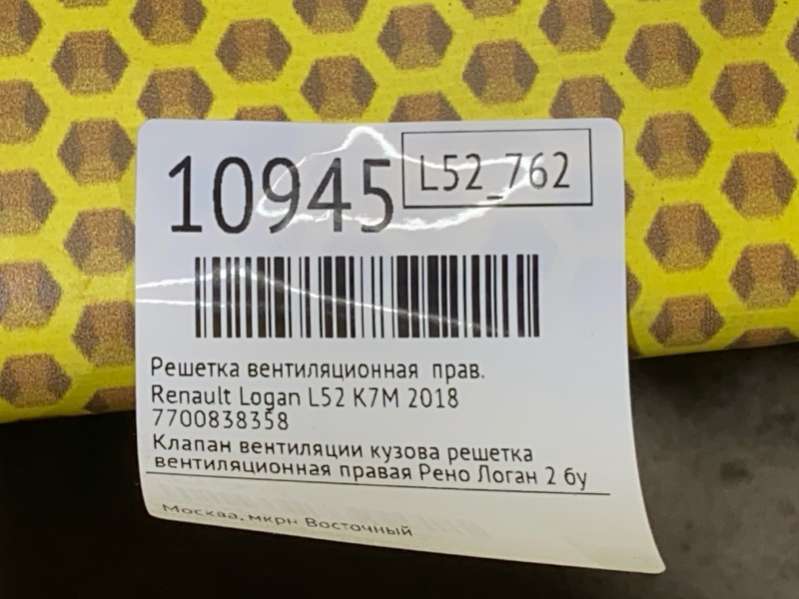 10945
L52_762
Решетка вентиляционная прав.
Renault Logan L52 K7M 2018
7700838358
Клапан вентиляции кузова решетка
вентиляционная правая Рено Логан 2 бу
Москва, мкрн Восточный